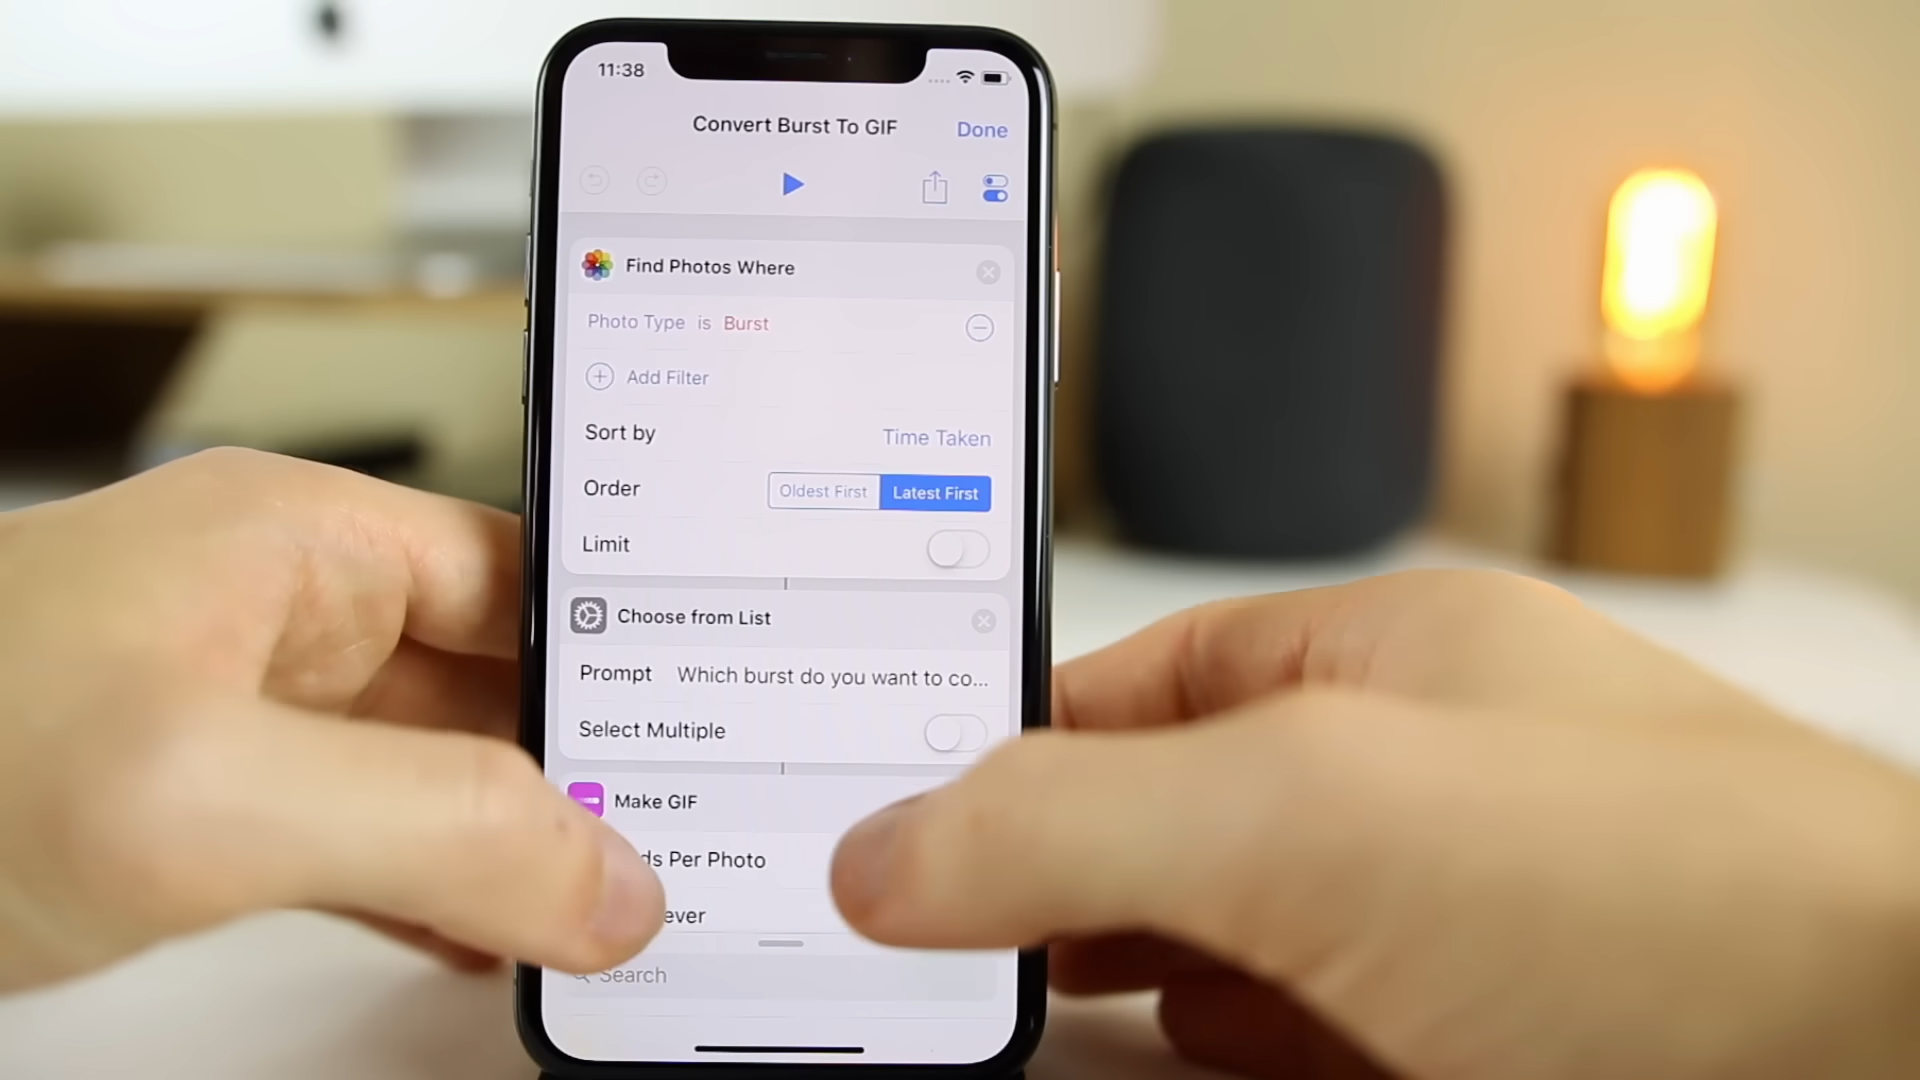 11:38
Convert Burst To GIF
Done
Find Photos Where
Photo Type is Burst
Add Filter
Sort by
Time Taken
Order
Oldest First
Latest First
Limit
Choose from List
Prompt
Which burst do you want to co...
Select Multiple
Make GIF
Per Photo
Search